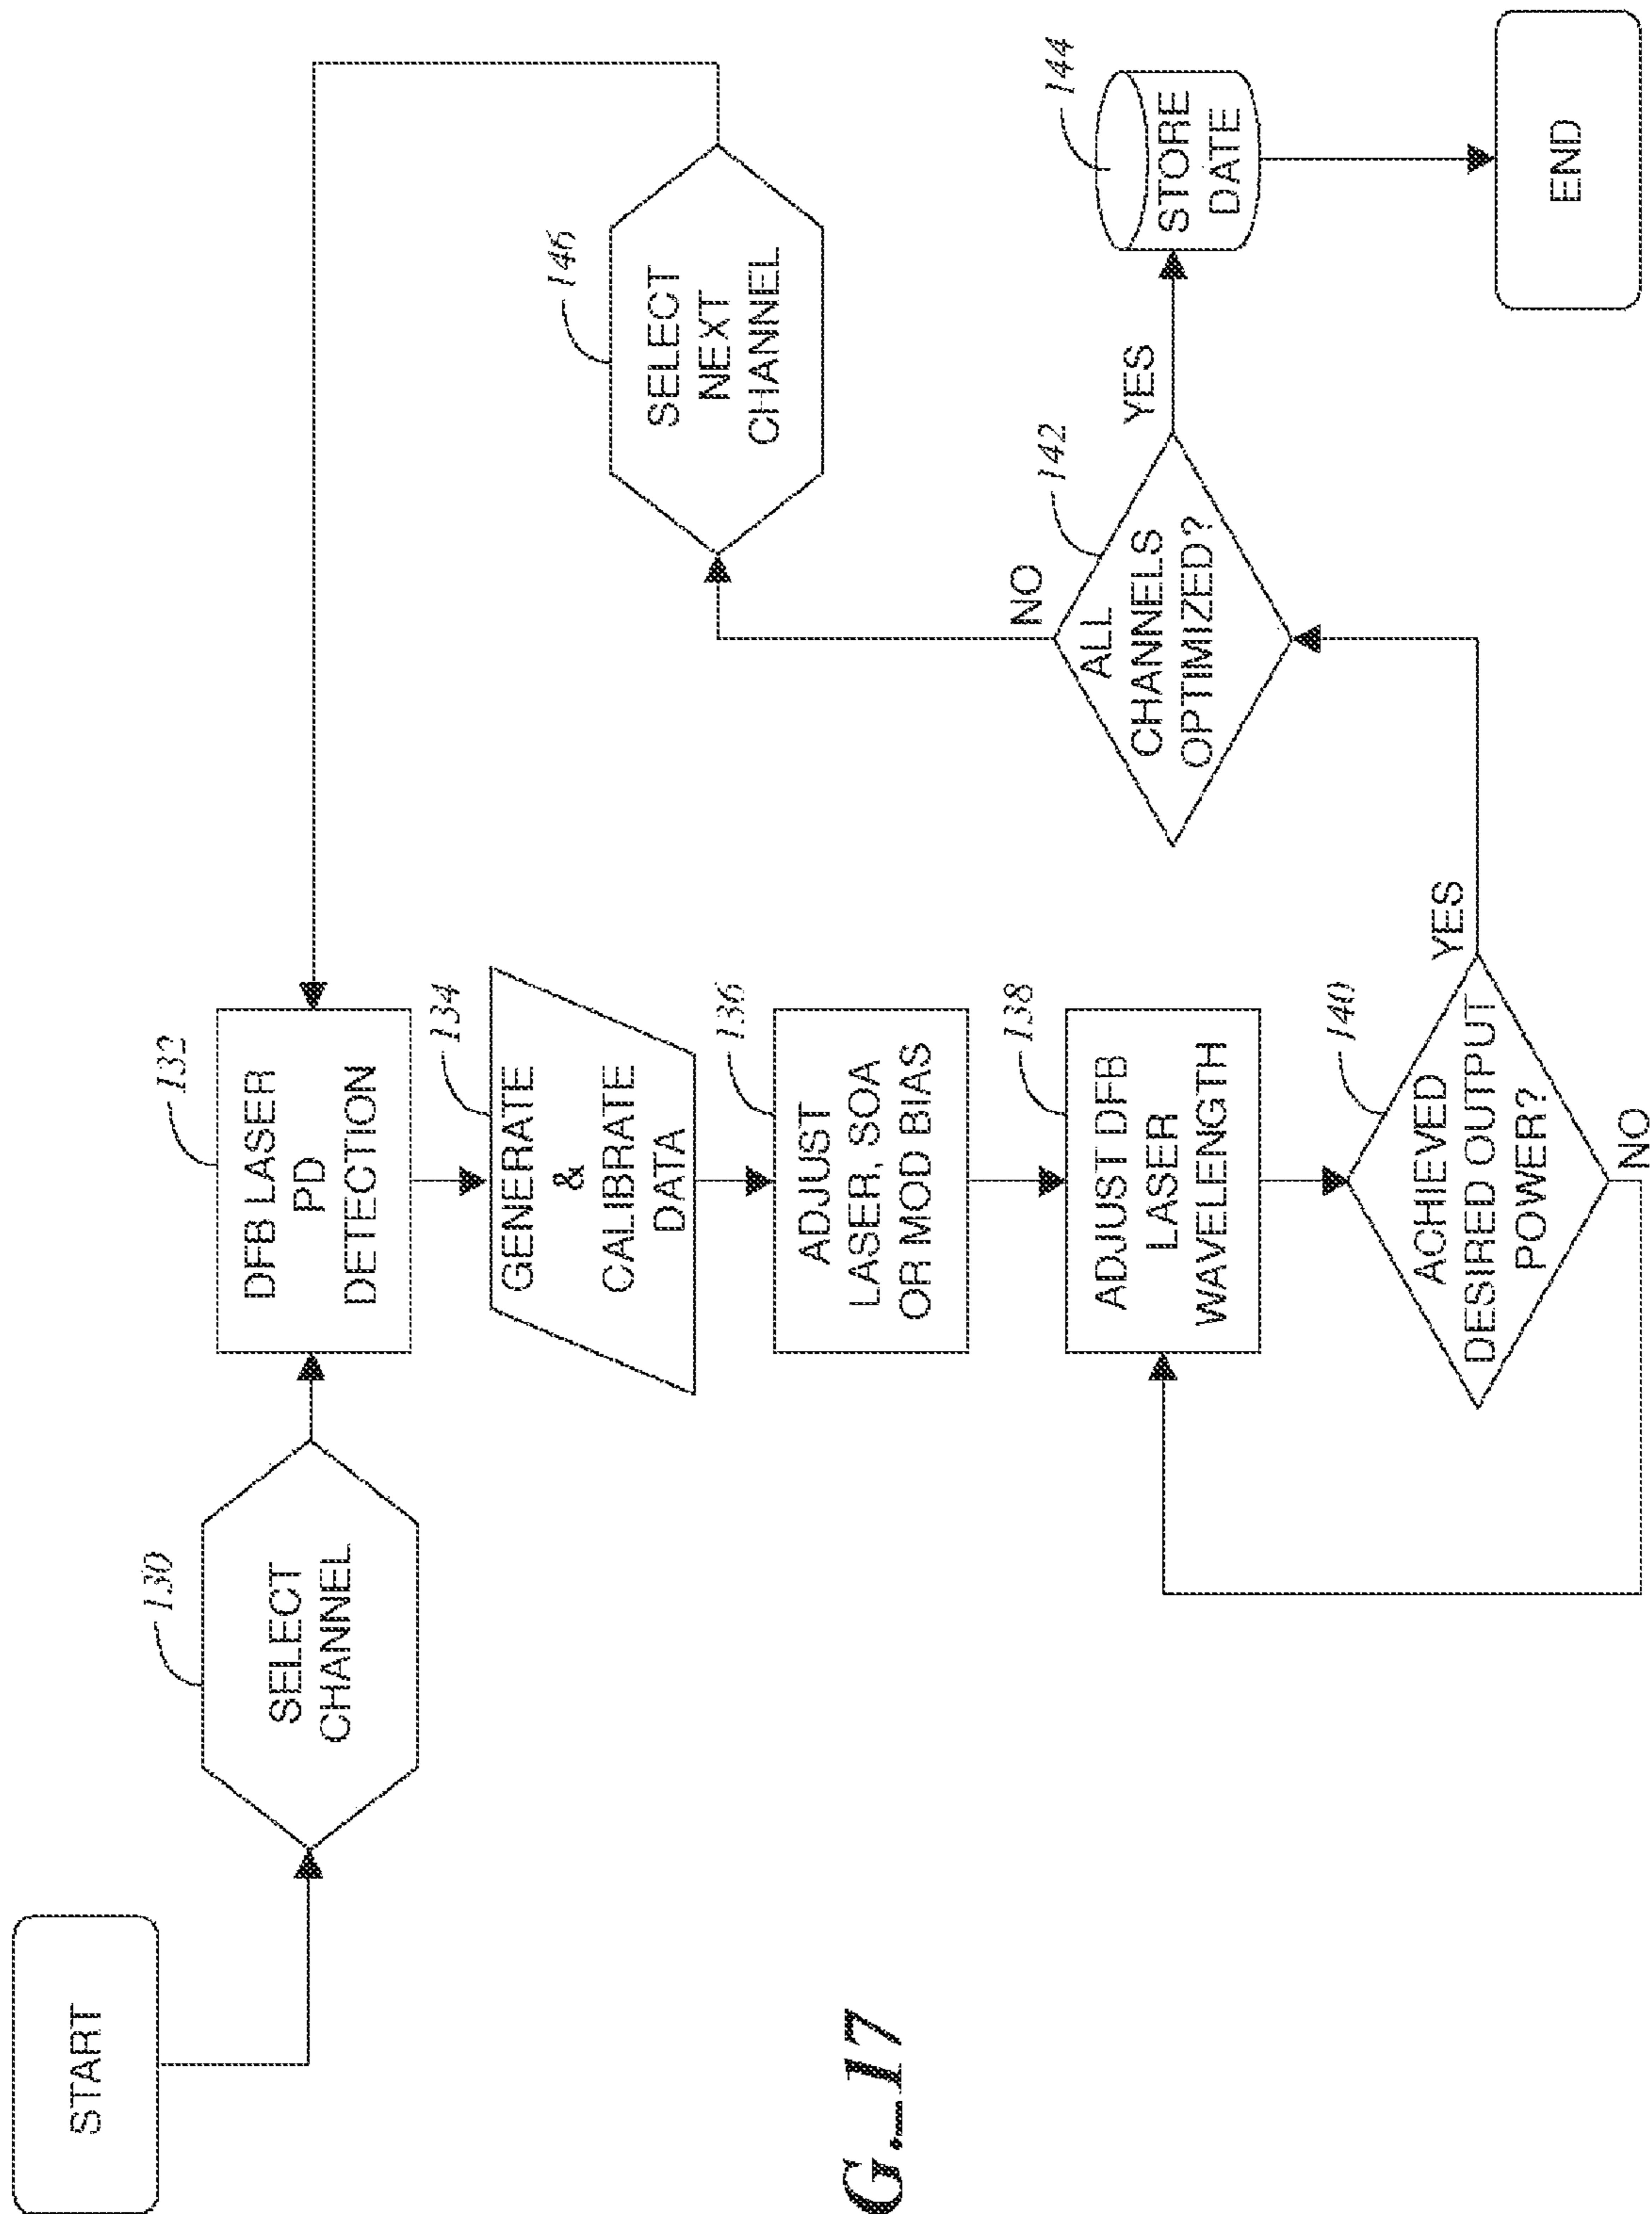 START
130
SELECT
CHANNEL
132
DFB LASER
PD
DETECTION
134
GENERATE
&
CALIBRATE
DATA
136
ADJUST
LASER, SOA
OR MOD BIAS
138
ADJUST DFB
LASER
WAVELENGTH
140
ACHIEVED
DESIRED OUTPUT
POWER?
NO
YES
142
ALL
CHANNELS
OPTIMIZED?
NO
YES
146
SELECT
NEXT
CHANNEL
144
STORE
DATE
END
G._17